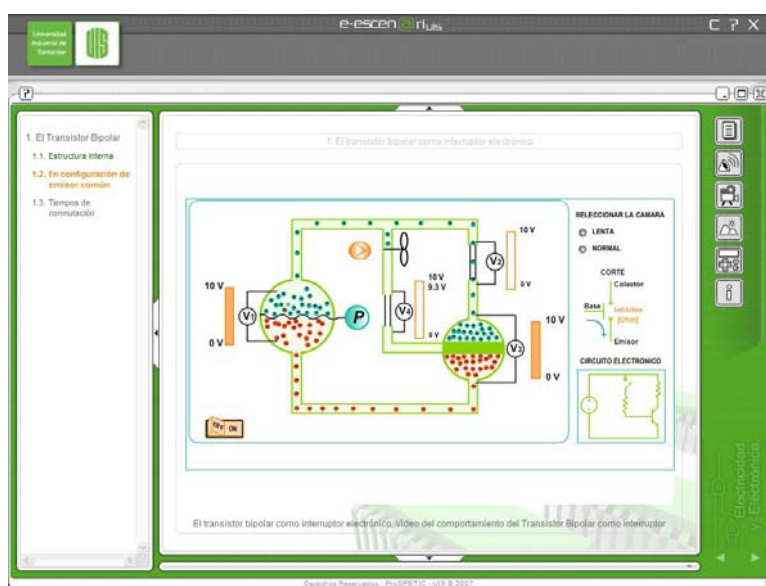 Universidad
Industrial de
Santander
UIS
e-escen@riUIS
C ? X
?
1. El Transistor Bipolar
1.1. Estructura Interna
1.2. En configuración de
emisor común
1.3. Tiempos de
conmutación
1. El transistor bipolar como interruptor electrónico
SELECCIONAR LA CAMARA
LENTA
NORMAL
CORTE
Colector
Base
Infinitos
[Ohm]
Emisor
CIRCUITO ELECTRONICO
10 V
V1
0 V
P
10 V
9.3 V
V4
0 V
10 V
V2
0 V
10 V
V3
0 V
OFF ON
El transistor bipolar como interruptor electrónico. Video del comportamiento del Transistor Bipolar como interruptor
Electricidad
y Electrónica
Derechos Reservados - ProSPETIC - UIS @ 2007